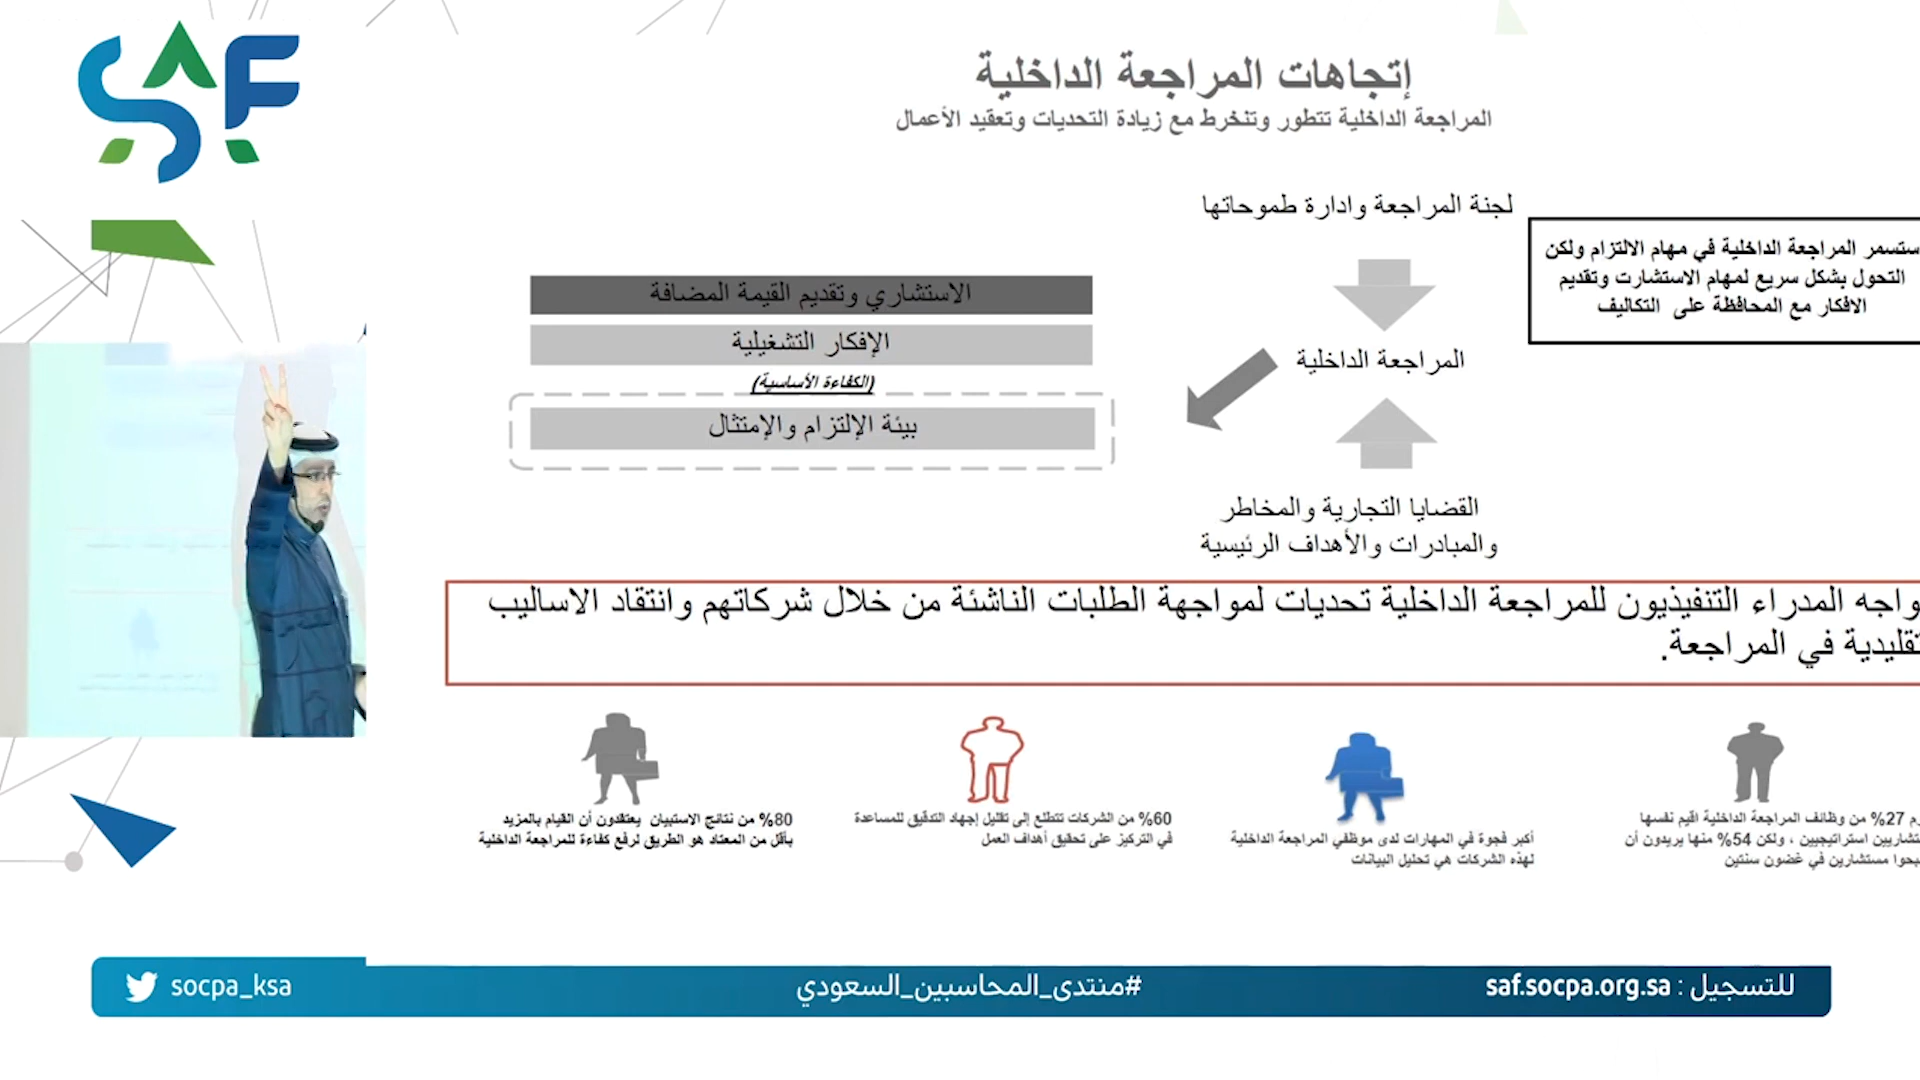 SAF
إتجاهات المراجعة الداخلية
المراجعة الداخلية تتطور وتنخرط مع زيادة التحديات وتعقيد الأعمال
لجنة المراجعة وادارة طموحاتها
ستسمر المراجعة الداخلية في مهام الالتزام ولكن
التحول بشكل سريع لمهام الاستشارت وتقديم
الافكار مع المحافظة على التكاليف
المراجعة الداخلية
القضايا التجارية والمخاطر
والمبادرات والأهداف الرئيسية
الاستشاري وتقديم القيمة المضافة
الإفكار التشغيلية
(الكفاءة الأساسية)
بيئة الإلتزام والإمتثال
واجه المدراء التنفيذيون للمراجعة الداخلية تحديات لمواجهة الطلبات الناشئة من خلال شركاتهم وانتقاد الاساليب
تقليدية في المراجعة.
27% من وظائف المراجعة الداخلية اقيم نفسها
استراتيجيين ، ولكن 54% منها يريدون أن
مستشارين في غضون سنتين
أكبر فجوة في المهارات لدى موظفي المراجعة الداخلية
لهذه الشركات هي تحليل البيانات
60% من الشركات تتطلع إلى تقليل إجهاد التدقيق للمساعدة
في التركيز على تحقيق أهداف العمل
80% من نتائج الاستبيان يعتقدون أن القيام بالمزيد
بأقل من المعتاد هو الطريق لرفع كفاءة للمراجعة الداخلية
للتسجيل : saf.socpa.org.sa
#منتدى_المحاسبين_السعودي
socpa_ksa